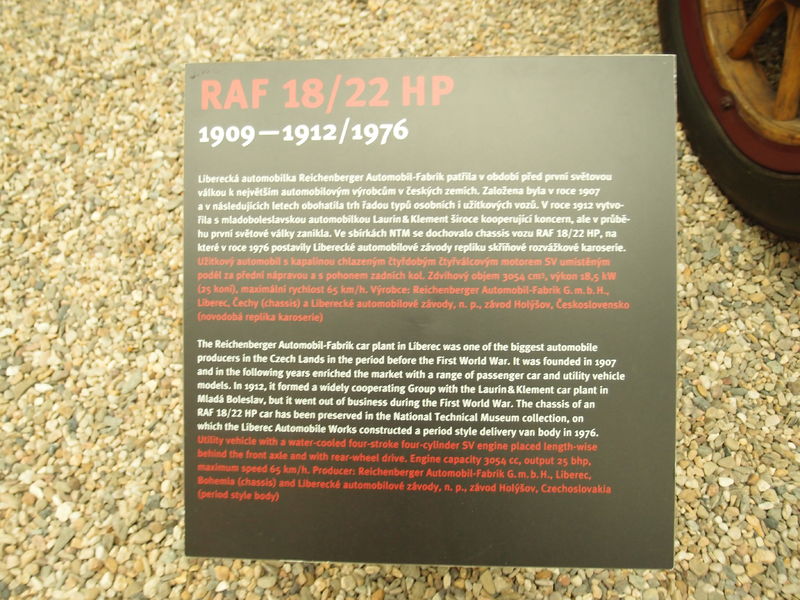 RAF 18/22 HP
1909—1912/1976
Liberecká automobilka Reichenberger Automobil-Fabrik patřila v období před první světovou
válkou k největším automobilovým výrobcům v českých zemích. Založena byla v roce 1907
a v následujících letech obohatila trh řadou typů osobních i užitkových vozů. V roce 1912 vytvo-
řila s mladoboleslavskou automobilkou Laurin & Klement široce kooperující koncern, ale v průbě-
hu první světové války zanikla. Ve sbírkách NTM se dochovalo chassis vozu RAF 18/22 HP, na
které v roce 1976 postavily Liberecké automobilové závody repliku skříňové rozvážkové karoserie.
Užitkový automobil s kapalinou chlazeným čtyřdobým čtyřválcovým motorem SV umístěným
podél za přední nápravou a s pohonem zadních kol. Zdvihový objem 3054 cm³, výkon 18,5 kW
(25 koní), maximální rychlost 65 km/h. Výrobce: Reichenberger Automobil-Fabrik G. m. b. H.,
Liberec, Čechy (chassis) a Liberecké automobilové závody, n. p., závod Holýšov, Československo
(novodobá replika karoserie)
The Reichenberger Automobil-Fabrik car plant in Liberec was one of the biggest automobile
producers in the Czech Lands in the period before the First World War. It was founded in 1907
and in the following years enriched the market with a range of passenger car and utility vehicle
models. In 1912, it formed a widely cooperating Group with the Laurin & Klement car plant in
Mladá Boleslav, but it went out of business during the First World War. The chassis of an
RAF 18/22 HP car has been preserved in the National Technical Museum collection, on
which the Liberec Automobile Works constructed a period style delivery van body in 1976.
Utility vehicle with a water-cooled four-stroke four-cylinder SV engine placed length-wise
behind the front axle and with rear-wheel drive. Engine capacity 3054 cc, output 25 bhp,
maximum speed 65 km/h. Producer: Reichenberger Automobil-Fabrik G. m. b. H., Liberec,
Bohemia (chassis) and Liberecké automobilové závody, n. p., závod Holýšov, Czechoslovakia
(period style body)